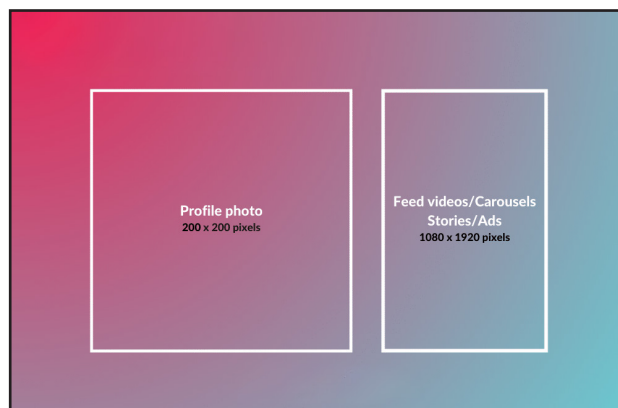 Profile photo
200 x 200 pixels
Feed videos/Carousels
Stories/Ads
1080 x 1920 pixels